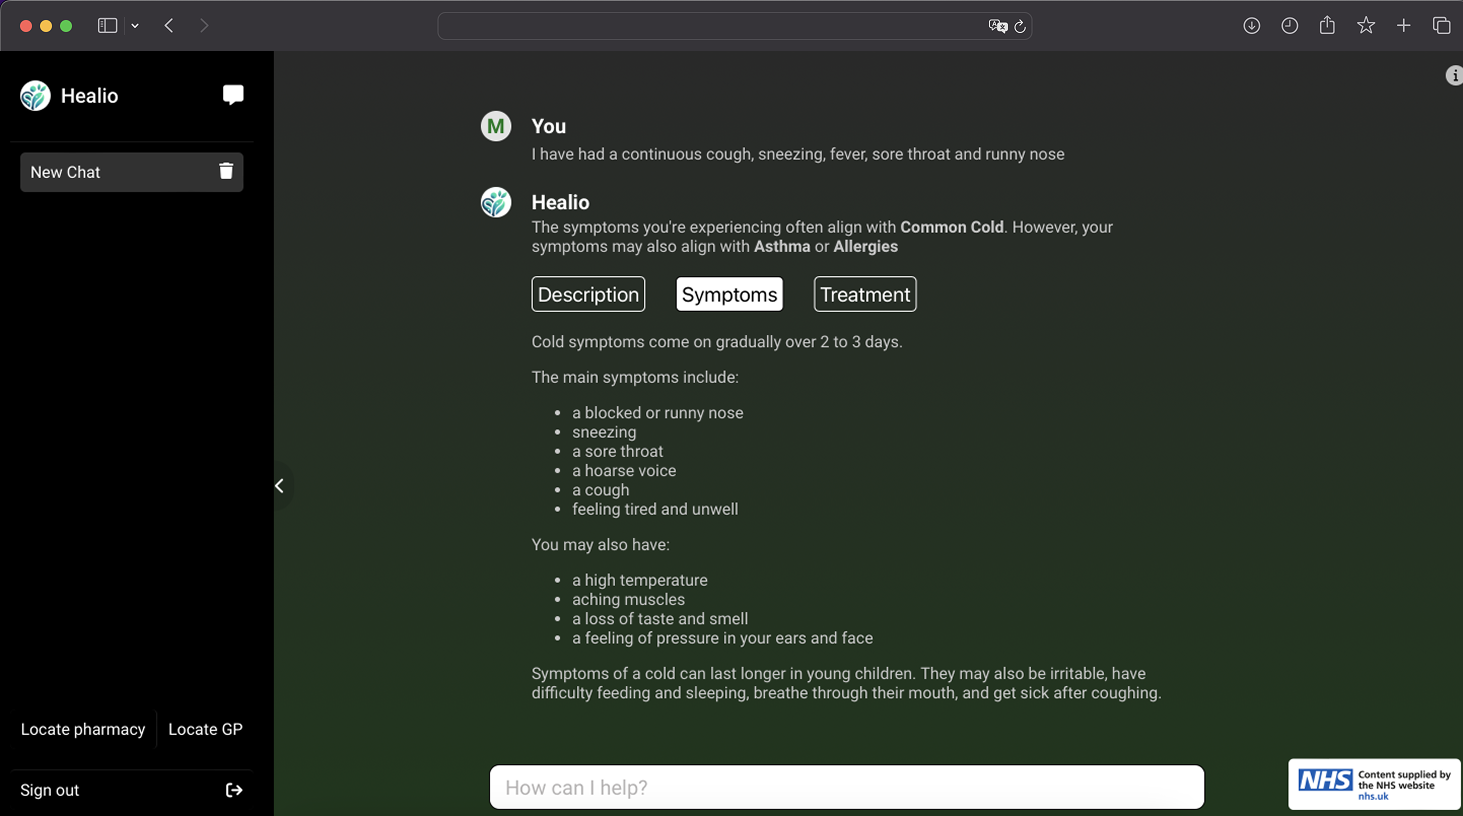 Healio
New Chat
M
You
I have had a continuous cough, sneezing, fever, sore throat and runny nose
Healio
The symptoms you're experiencing often align with Common Cold. However, your
symptoms may also align with Asthma or Allergies
Description Symptoms Treatment
Cold symptoms come on gradually over 2 to 3 days.
The main symptoms include:
• a blocked or runny nose
• sneezing
• a sore throat
• a hoarse voice
• a cough
• feeling tired and unwell
You may also have:
• a high temperature
• aching muscles
• a loss of taste and smell
• a feeling of pressure in your ears and face
Symptoms of a cold can last longer in young children. They may also be irritable, have
difficulty feeding and sleeping, breathe through their mouth, and get sick after coughing.
Locate pharmacy Locate GP
Sign out
How can I help?
NHS
Content supplied by
the NHS website
nhs.uk